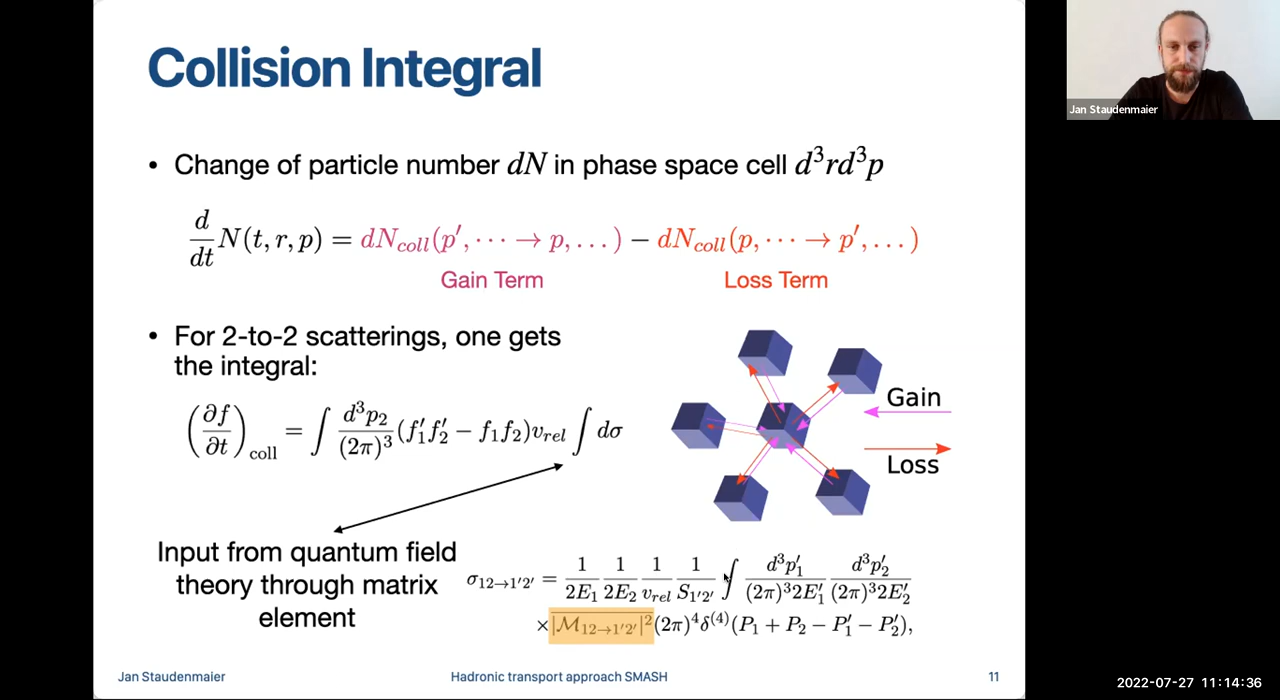 Collision Integral
• Change of particle number dN in phase space cell d³rd³p
d/dt N(t, r, p) = dN_coll(p′, ⋯ → p, …) − dN_coll(p, ⋯ → p′, …)
Gain Term
Loss Term
• For 2-to-2 scatterings, one gets
the integral:
(∂f/∂t)_coll = ∫ d³p₂/(2π)³ (f₁′f₂′ − f₁f₂)v_rel ∫ dσ
Gain
Loss
Input from quantum field
theory through matrix
element
σ_12→1′2′ = 1/2E₁ 1/2E₂ 1/v_rel 1/S_1′2′ ∫ d³p₁′/(2π)³2E₁′ d³p₂′/(2π)³2E₂′
×|M_12→1′2′|²(2π)⁴δ⁽⁴⁾(P₁ + P₂ − P₁′ − P₂′),
Jan Staudenmaier
Hadronic transport approach SMASH
11
Jan Staudenmaier
2022-07-27 11:14:36